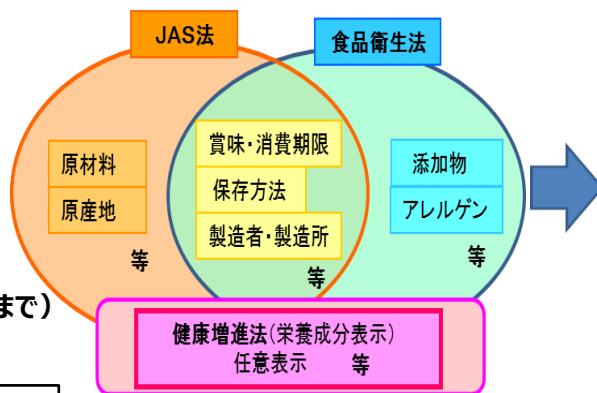 JAS法
食品衛生法
原材料
原産地
等
賞味・消費期限
保存方法
製造者・製造所
等
添加物
アレルゲン
等
まで）
健康増進法(栄養成分表示)
任意表示　等